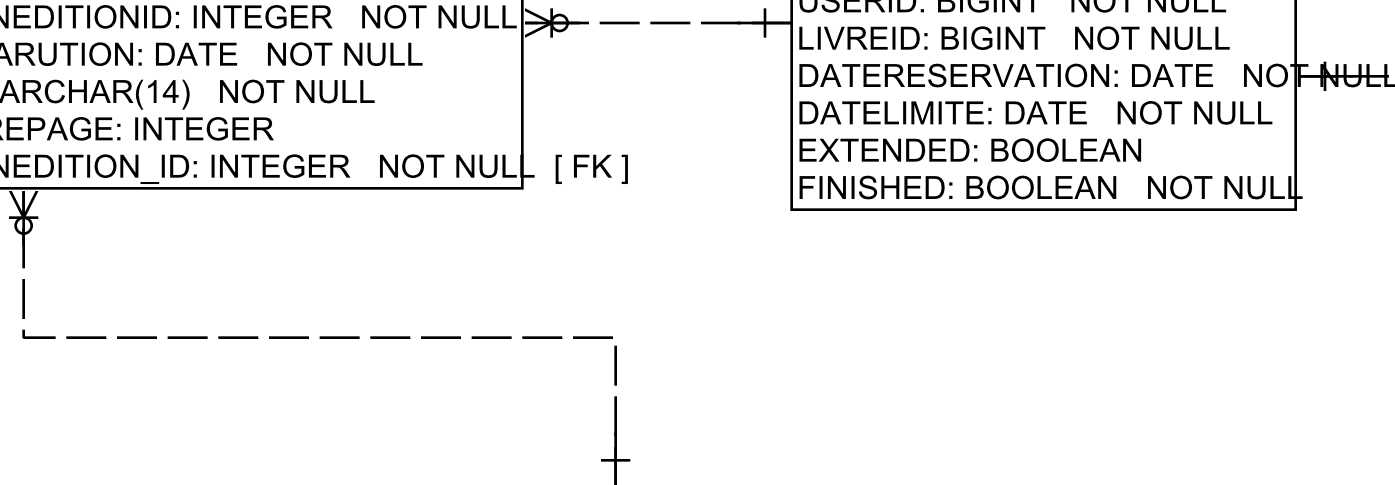 NEDITIONID: INTEGER NOT NULL
ARUTION: DATE NOT NULL
ARCHAR(14) NOT NULL
REPAGE: INTEGER
NEDITION_ID: INTEGER NOT NULL [ FK ]
USERID: BIGINT NOT NULL
LIVREID: BIGINT NOT NULL
DATERESERVATION: DATE NOT NULL
DATELIMITE: DATE NOT NULL
EXTENDED: BOOLEAN
FINISHED: BOOLEAN NOT NULL